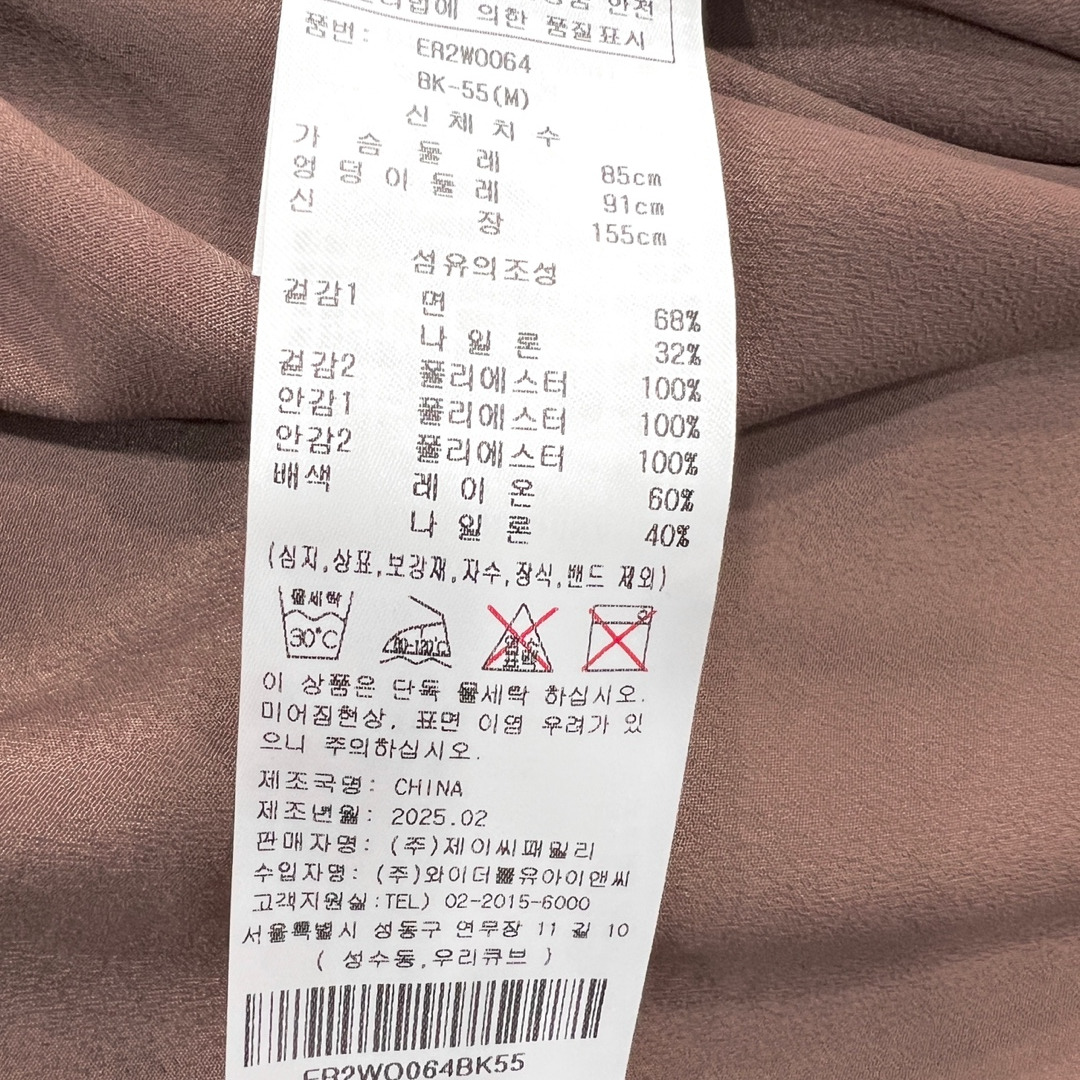 법에 의한 품질표시
품번: ER2WO064
BK-55(M)
신체치수
가슴둘레 85cm
엉덩이둘레 91cm
신장 155cm
섬유의조성
겉감1 면 68%
나일론 32%
겉감2 폴리에스터 100%
안감1 폴리에스터 100%
안감2 폴리에스터 100%
배색 레이온 60%
나일론 40%
(심지,상표,보강재,자수,장식,밴드 제외)
물세탁
30℃
80-120℃
이 상품은 단독 물세탁 하십시오.
미어짐현상, 표면 이염 우려가 있
으니 주의하십시오.
제조국명: CHINA
제조년월: 2025.02
판매자명: (주)제이씨패밀리
수입자명: (주)와이더블유아이앤씨
고객지원실:TEL) 02-2015-6000
서울특별시 성동구 연무장 11 길 10
( 성수동,우리큐브 )
ER2WO064BK55